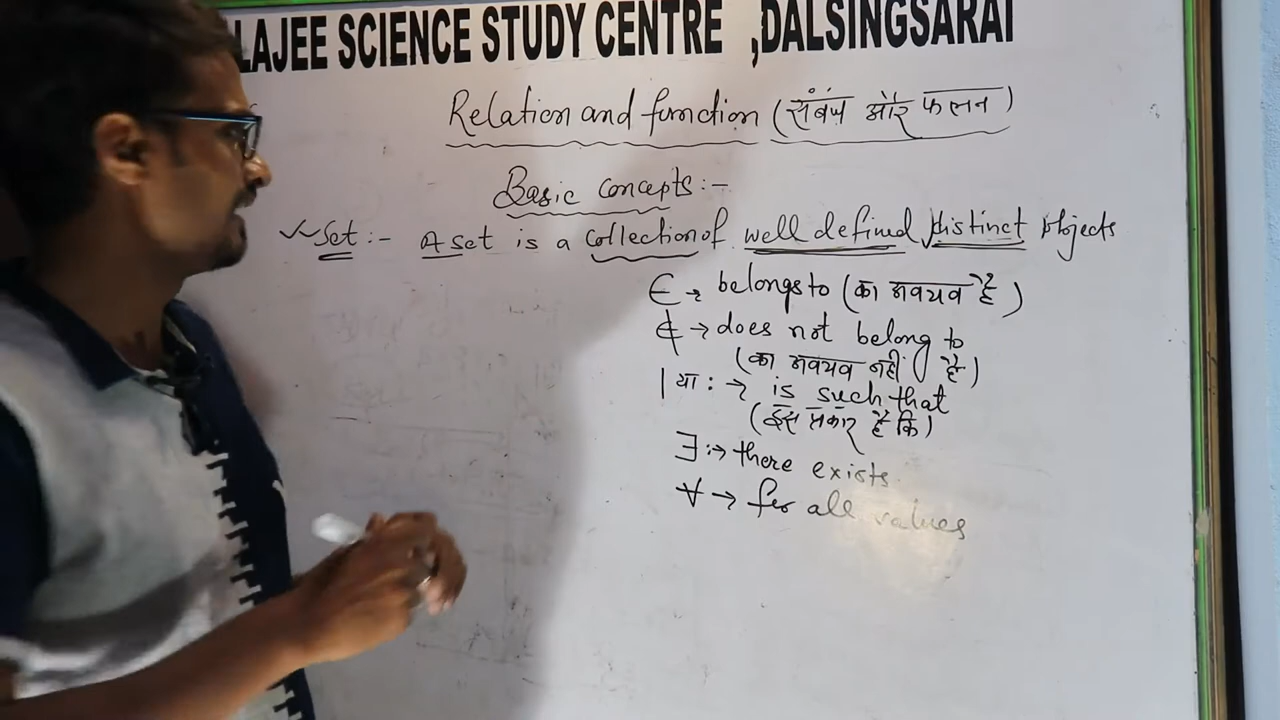 LAJEE SCIENCE STUDY CENTRE ,DALSINGSARAI
Relation and function (संबंध और फलन)
Basic concepts:-
Set:- A set is a collection of well defined, distinct objects
∈ → belongs to (का अवयव है)
∉ → does not belong to
(का अवयव नहीं है)
| या : → is such that
(इस प्रकार है कि)
∃ :→ there exists.
∀ → for all values